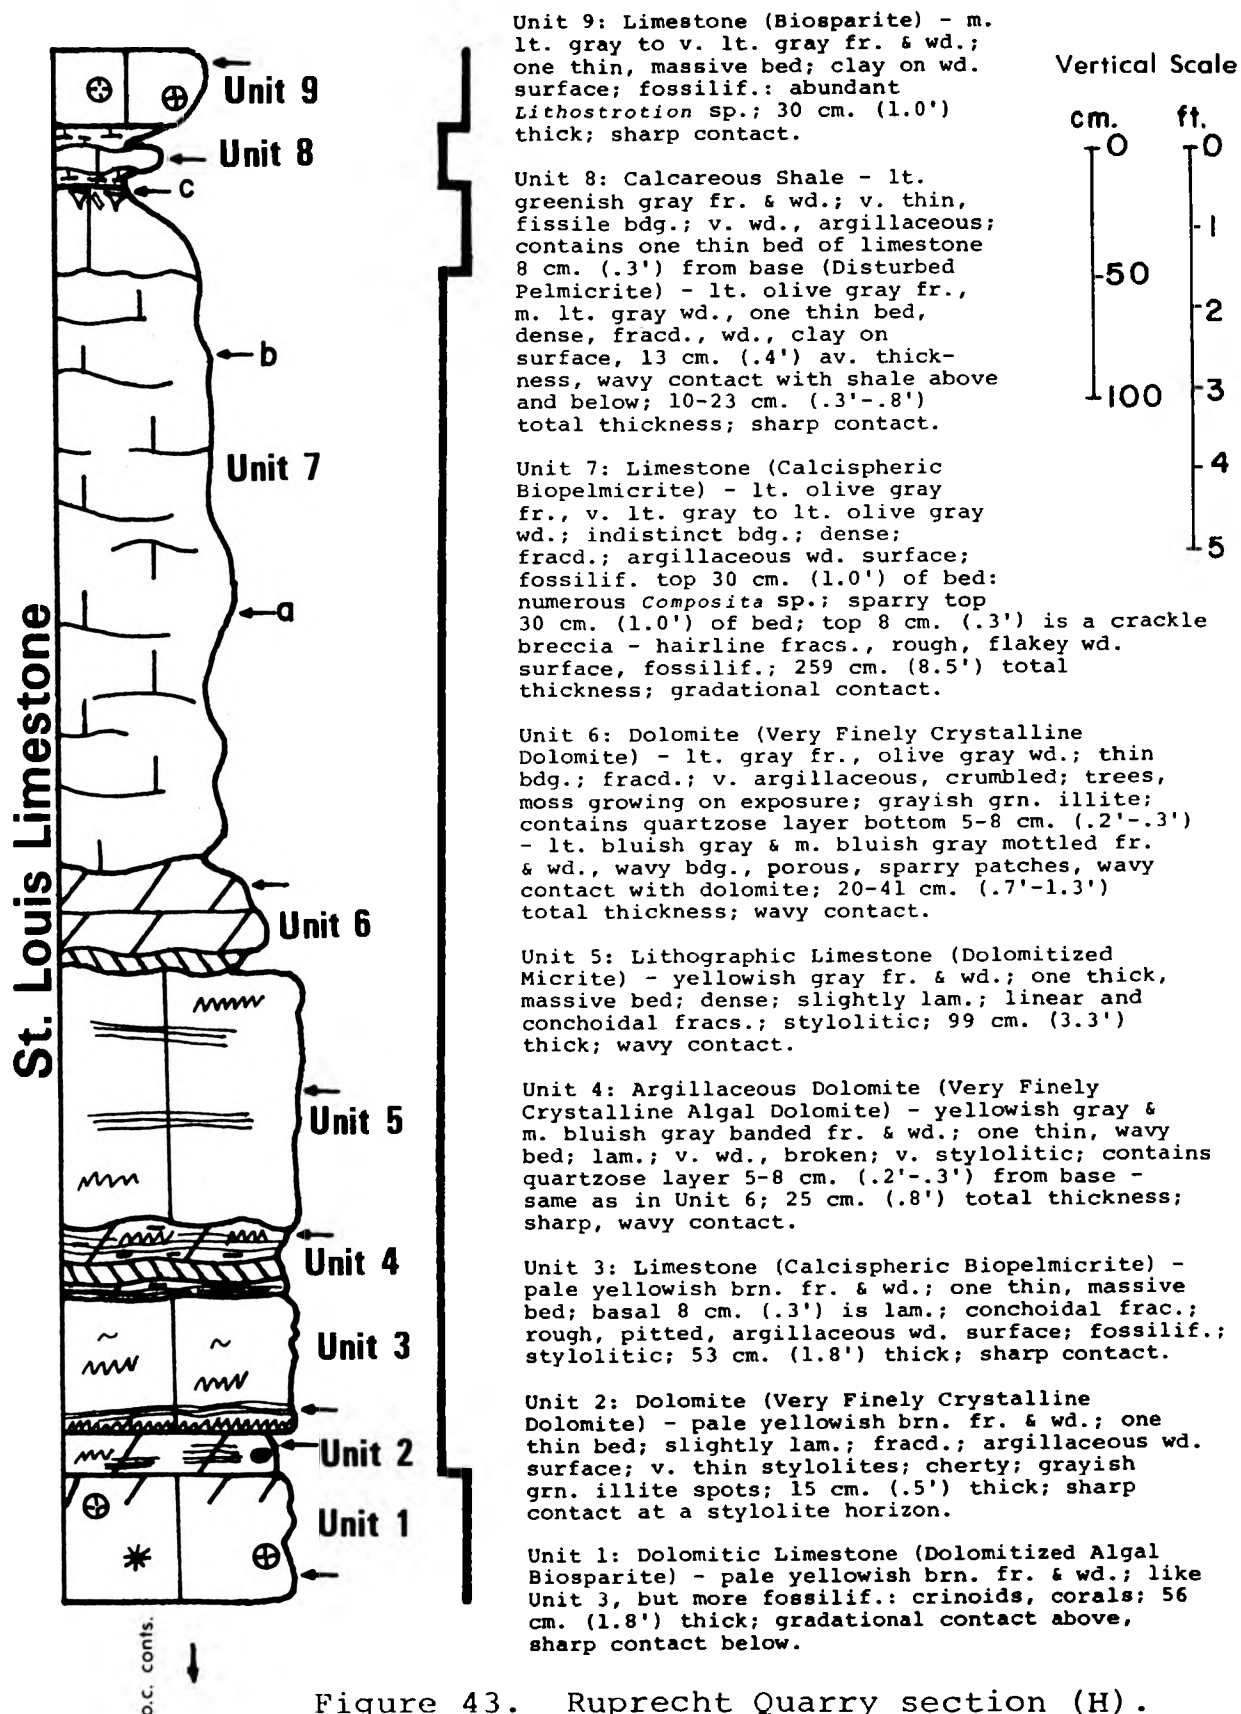 Unit 9: Limestone (Biosparite) - m.
lt. gray to v. lt. gray fr. & wd.;
one thin, massive bed; clay on wd.
surface; fossilif.: abundant
Lithostrotion sp.; 30 cm. (1.0')
thick; sharp contact.
Unit 8: Calcareous Shale - lt.
greenish gray fr. & wd.; v. thin,
fissile bdg.; v. wd., argillaceous;
contains one thin bed of limestone
8 cm. (.3') from base (Disturbed
Pelmicrite) - lt. olive gray fr.,
m. lt. gray wd., one thin bed,
dense, fracd., wd., clay on
surface, 13 cm. (.4') av. thick-
ness, wavy contact with shale above
and below; 10-23 cm. (.3'-.8')
total thickness; sharp contact.
Unit 7: Limestone (Calcispheric
Biopelmicrite) - lt. olive gray
fr., v. lt. gray to lt. olive gray
wd.; indistinct bdg.; dense;
fracd.; argillaceous wd. surface;
fossilif. top 30 cm. (1.0') of bed:
numerous Composita sp.; sparry top
30 cm. (1.0') of bed; top 8 cm. (.3') is a crackle
breccia - hairline fracs., rough, flakey wd.
surface, fossilif.; 259 cm. (8.5') total
thickness; gradational contact.
Unit 6: Dolomite (Very Finely Crystalline
Dolomite) - lt. gray fr., olive gray wd.; thin
bdg.; fracd.; v. argillaceous, crumbled; trees,
moss growing on exposure; grayish grn. illite;
contains quartzose layer bottom 5-8 cm. (.2'-.3')
- lt. bluish gray & m. bluish gray mottled fr.
& wd., wavy bdg., porous, sparry patches, wavy
contact with dolomite; 20-41 cm. (.7'-1.3')
total thickness; wavy contact.
Unit 5: Lithographic Limestone (Dolomitized
Micrite) - yellowish gray fr. & wd.; one thick,
massive bed; dense; slightly lam.; linear and
conchoidal fracs.; stylolitic; 99 cm. (3.3')
thick; wavy contact.
Unit 4: Argillaceous Dolomite (Very Finely
Crystalline Algal Dolomite) - yellowish gray &
m. bluish gray banded fr. & wd.; one thin, wavy
bed; lam.; v. wd., broken; v. stylolitic; contains
quartzose layer 5-8 cm. (.2'-.3') from base -
same as in Unit 6; 25 cm. (.8') total thickness;
sharp, wavy contact.
Unit 3: Limestone (Calcispheric Biopelmicrite) -
pale yellowish brn. fr. & wd.; one thin, massive
bed; basal 8 cm. (.3') is lam.; conchoidal frac.;
rough, pitted, argillaceous wd. surface; fossilif.;
stylolitic; 53 cm. (1.8') thick; sharp contact.
Unit 2: Dolomite (Very Finely Crystalline
Dolomite) - pale yellowish brn. fr. & wd.; one
thin bed; slightly lam.; fracd.; argillaceous wd.
surface; v. thin stylolites; cherty; grayish
grn. illite spots; 15 cm. (.5') thick; sharp
contact at a stylolite horizon.
Unit 1: Dolomitic Limestone (Dolomitized Algal
Biosparite) - pale yellowish brn. fr. & wd.; like
Unit 3, but more fossilif.: crinoids, corals; 56
cm. (1.8') thick; gradational contact above,
sharp contact below.
Vertical Scale
cm. ft.
0 0
1
50
2
100 3
4
5
Unit 9
Unit 8
c
b
Unit 7
a
Unit 6
Unit 5
Unit 4
Unit 3
Unit 2
Unit 1
St. Louis Limestone
o.c. conts.
Figure 43. Ruprecht Quarry section (H).